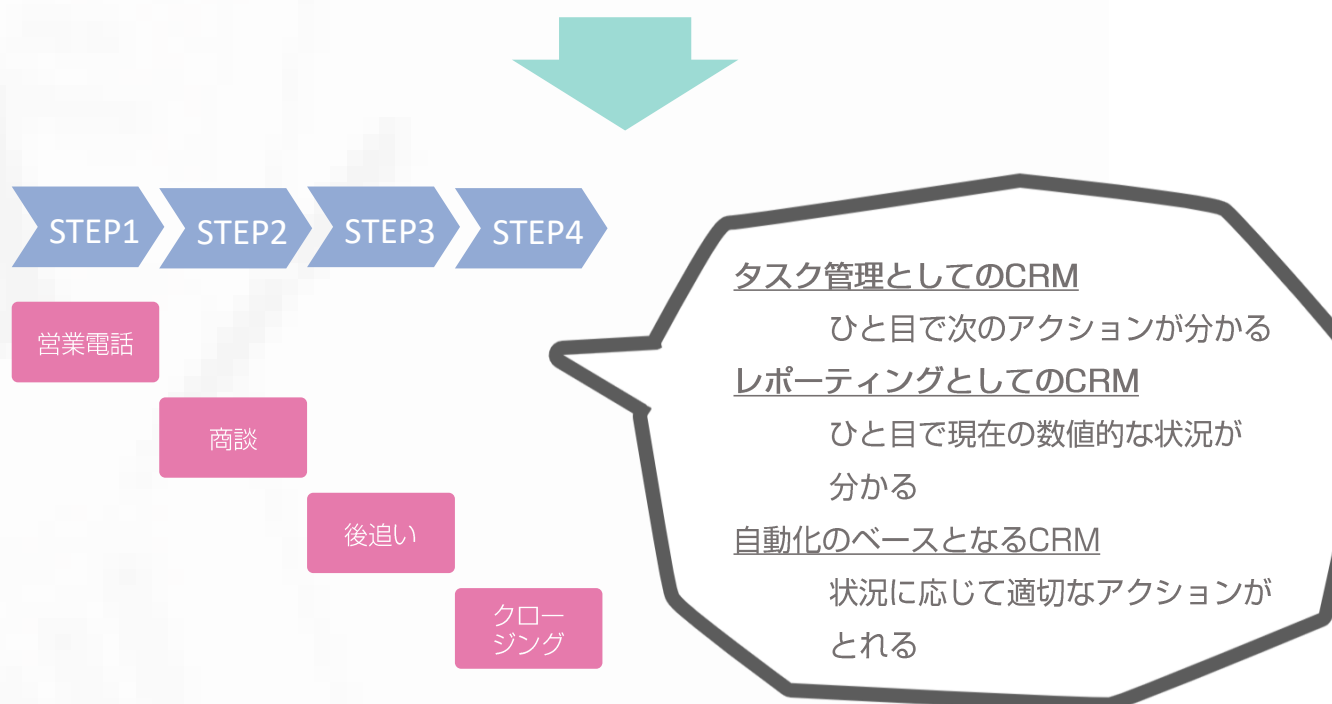 STEP1
STEP2
STEP3
STEP4
営業電話
商談
後追い
クロー
ジング
タスク管理としてのCRM
ひと目で次のアクションが分かる
レポーティングとしてのCRM
ひと目で現在の数値的な状況が
分かる
自動化のベースとなるCRM
状況に応じて適切なアクションが
とれる